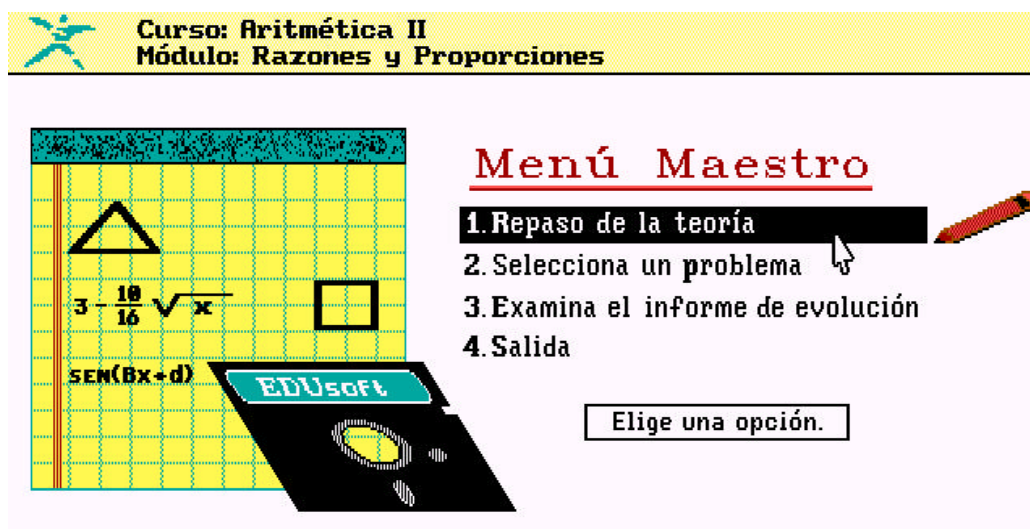 Curso: Aritmética II
Módulo: Razones y Proporciones
Menú Maestro
1. Repaso de la teoría
2. Selecciona un problema
3. Examina el informe de evolución
4. Salida
Elige una opción.
3 - 10/16 √x
SEN(Bx+d)
EDUsoft